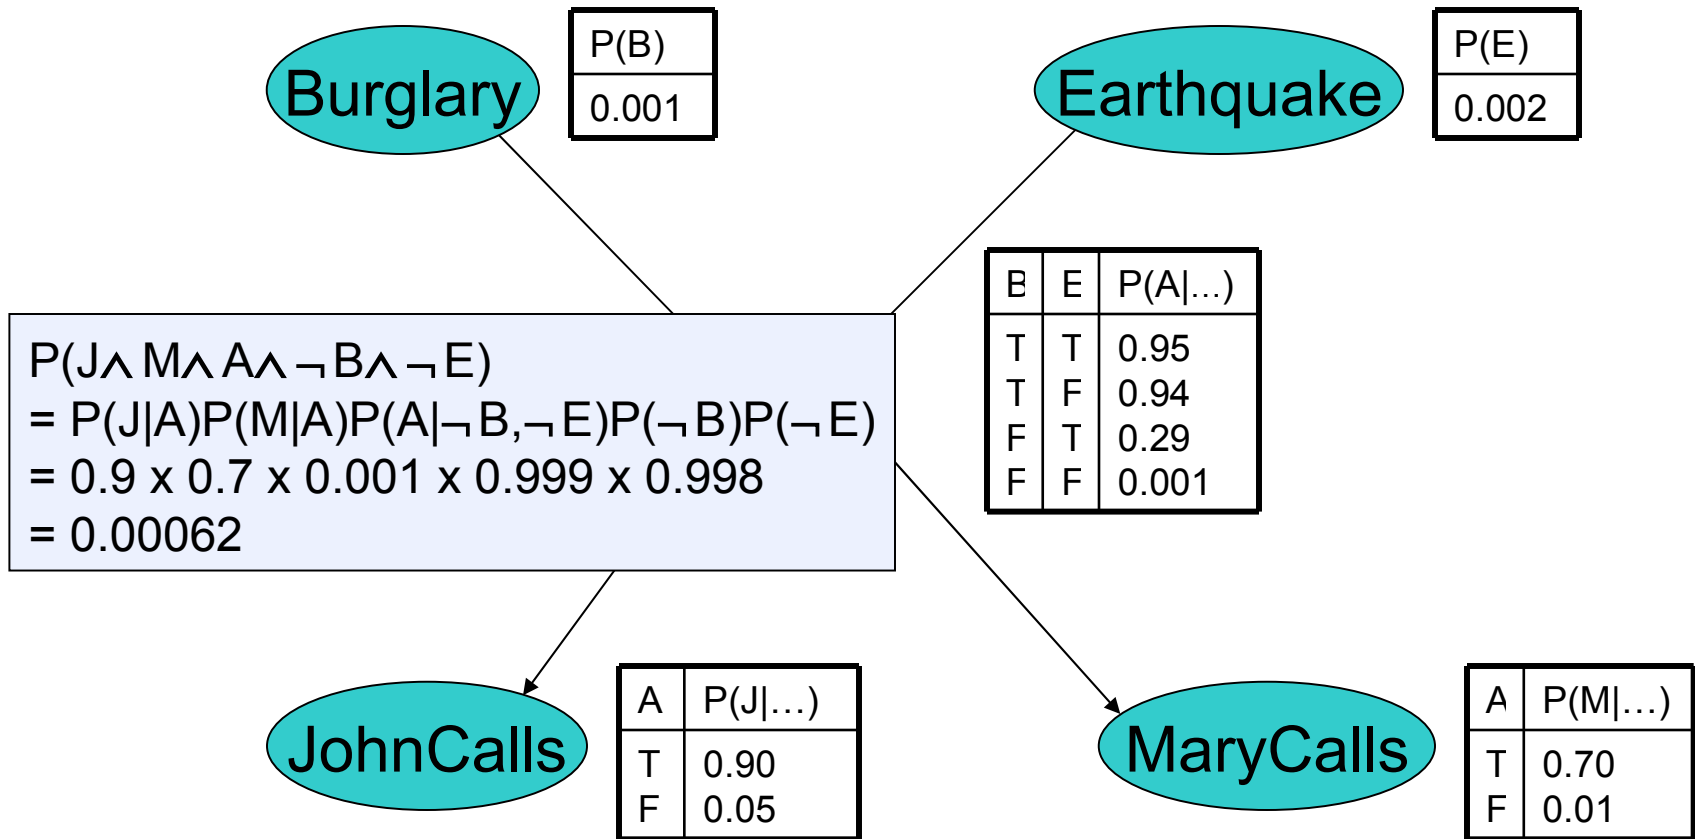 Burglary
P(B)
0.001
Earthquake
P(E)
0.002
B E P(A|…)
T T 0.95
T F 0.94
F T 0.29
F F 0.001
P(J∧M∧A∧¬B∧¬E)
= P(J|A)P(M|A)P(A|¬B,¬E)P(¬B)P(¬E)
= 0.9 x 0.7 x 0.001 x 0.999 x 0.998
= 0.00062
JohnCalls
A P(J|…)
T 0.90
F 0.05
MaryCalls
A P(M|…)
T 0.70
F 0.01